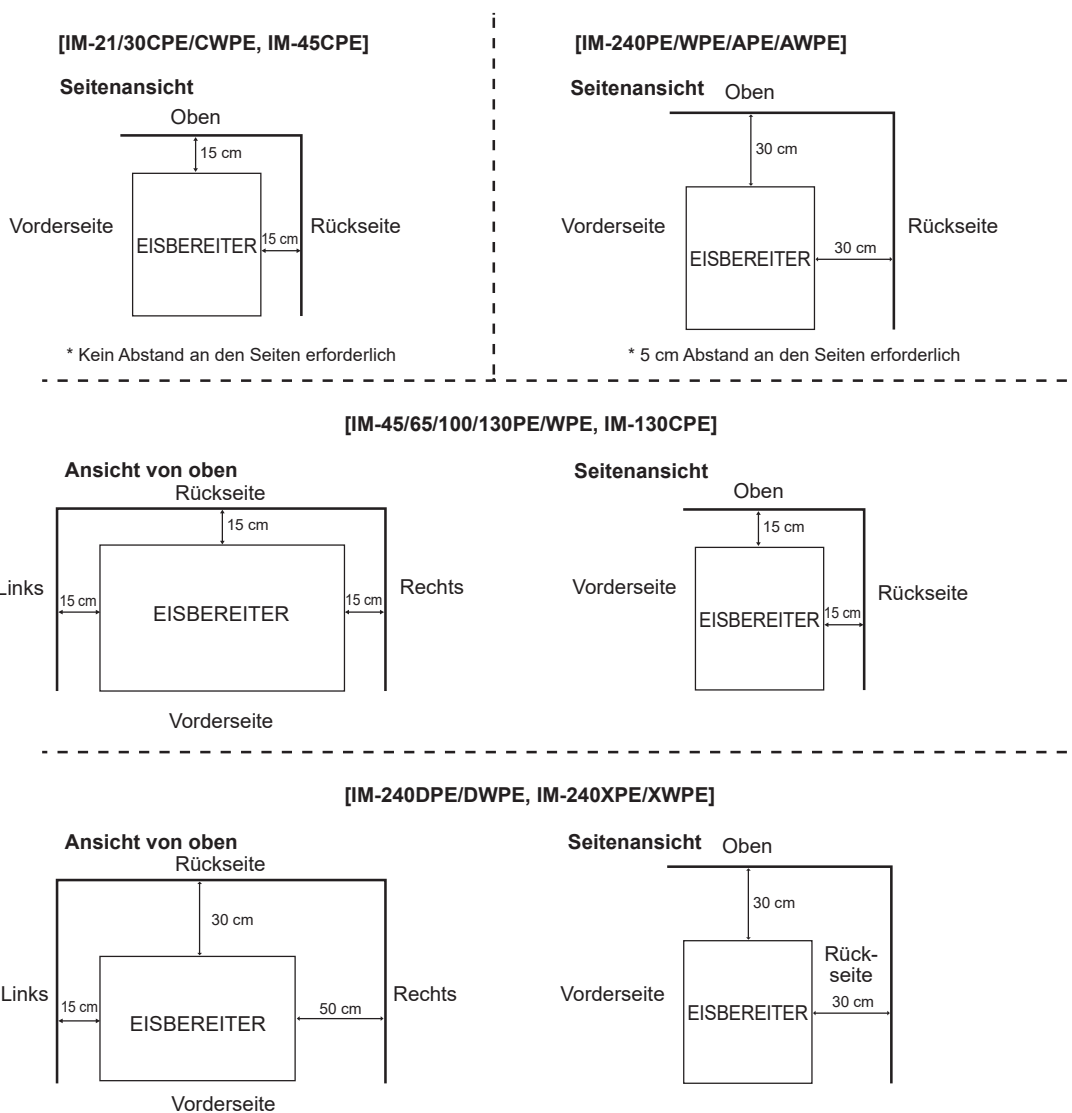 [IM-21/30CPE/CWPE, IM-45CPE]
Seitenansicht
Oben
15 cm
Vorderseite
EISBEREITER
15 cm
Rückseite
* Kein Abstand an den Seiten erforderlich
[IM-240PE/WPE/APE/AWPE]
Seitenansicht
Oben
30 cm
Vorderseite
EISBEREITER
30 cm
Rückseite
* 5 cm Abstand an den Seiten erforderlich
[IM-45/65/100/130PE/WPE, IM-130CPE]
Ansicht von oben
Rückseite
15 cm
Links
15 cm
EISBEREITER
15 cm
Rechts
Vorderseite
Seitenansicht
Oben
15 cm
Vorderseite
EISBEREITER
15 cm
Rückseite
[IM-240DPE/DWPE, IM-240XPE/XWPE]
Ansicht von oben
Rückseite
30 cm
Links
15 cm
EISBEREITER
50 cm
Rechts
Vorderseite
Seitenansicht
Oben
30 cm
Vorderseite
EISBEREITER
Rück-
seite
30 cm